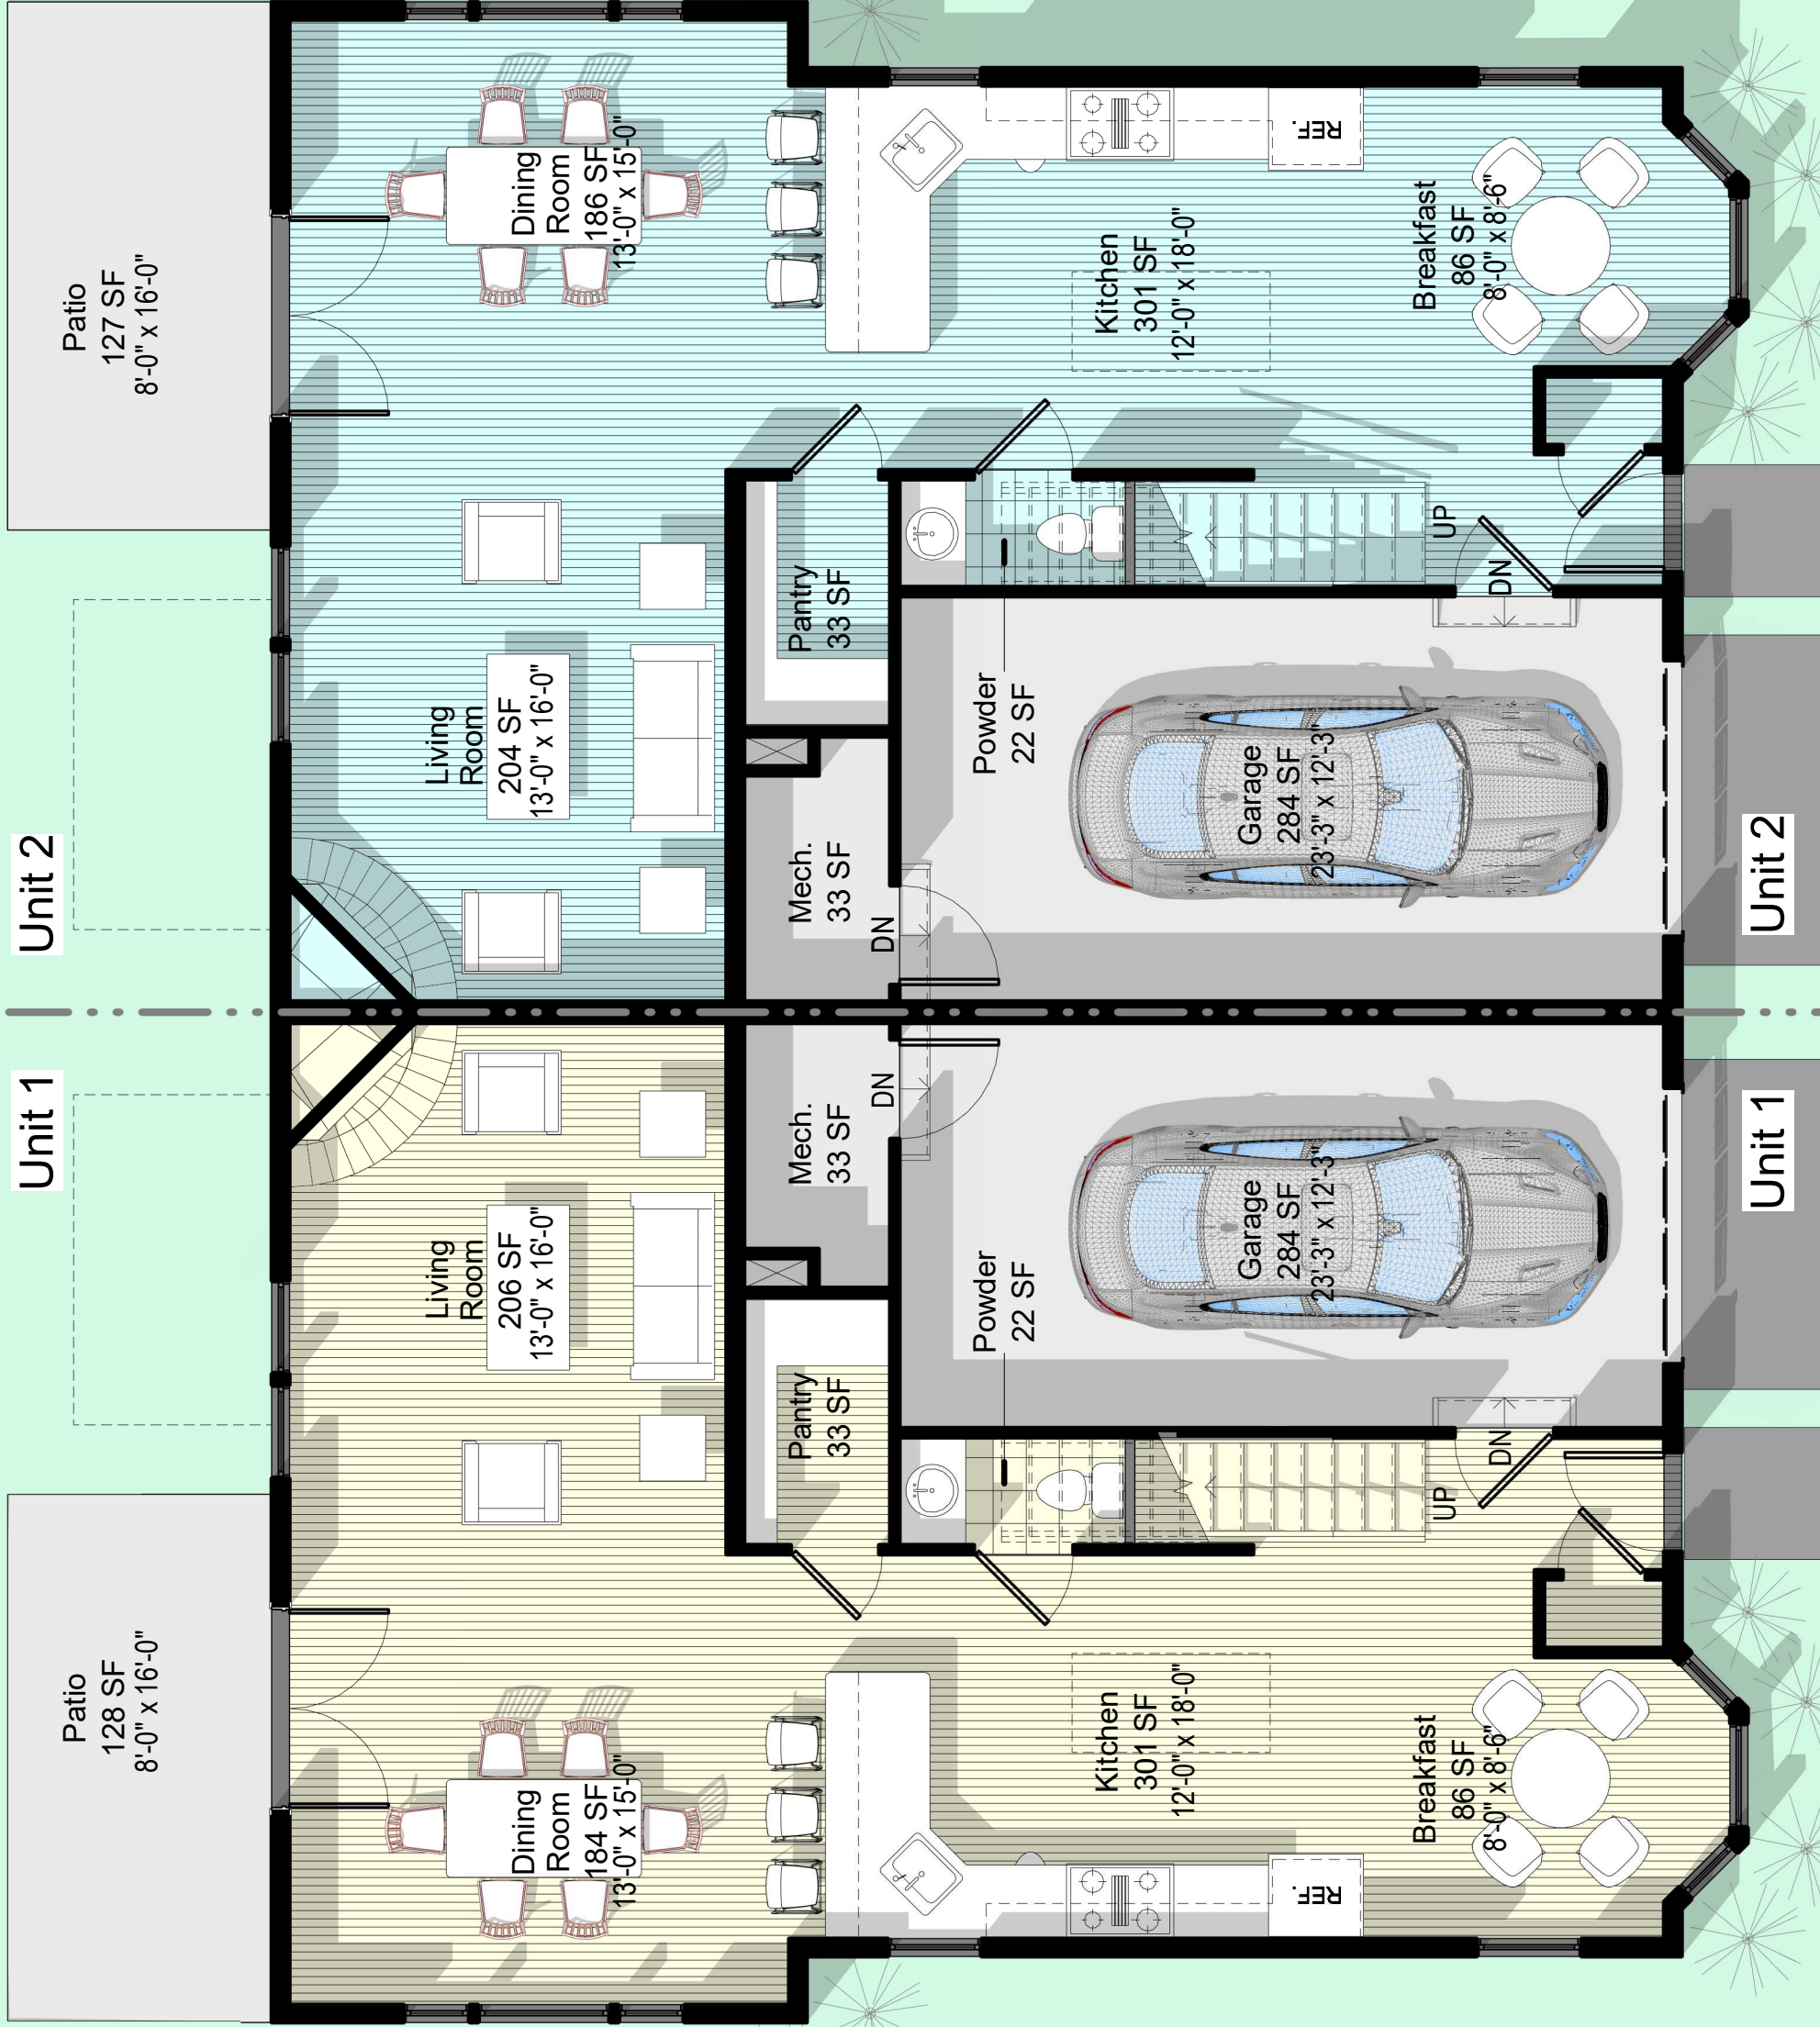 Unit 1
Unit 2
Patio
128 SF
8'-0" x 16'-0"
Patio
127 SF
8'-0" x 16'-0"
Dining
Room
184 SF
13'-0" x 15'-0"
Living
Room
206 SF
13'-0" x 16'-0"
Living
Room
204 SF
13'-0" x 16'-0"
Dining
Room
186 SF
13'-0" x 15'-0"
Pantry
33 SF
Mech.
33 SF
DN
Mech.
33 SF
DN
Pantry
33 SF
Powder
22 SF
Powder
22 SF
Kitchen
301 SF
12'-0" x 18'-0"
Garage
284 SF
23'-3" x 12'-3"
Garage
284 SF
23'-3" x 12'-3"
Kitchen
301 SF
12'-0" x 18'-0"
REF.
REF.
Breakfast
86 SF
8'-0" x 8'-6"
UP
DN
DN
UP
Breakfast
86 SF
8'-0" x 8'-6"
Unit 1
Unit 2